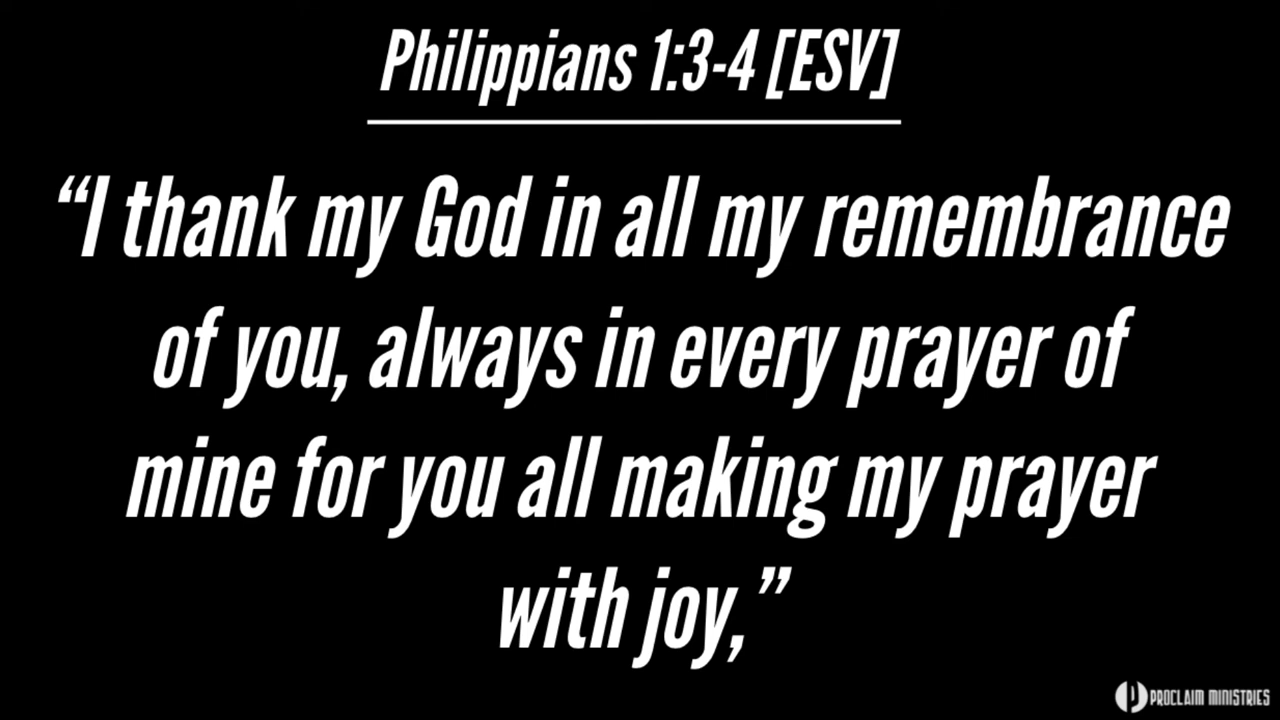 Philippians 1:3-4 [ESV]
“I thank my God in all my remembrance
of you, always in every prayer of
mine for you all making my prayer
with joy,”
PROCLAIM MINISTRIES